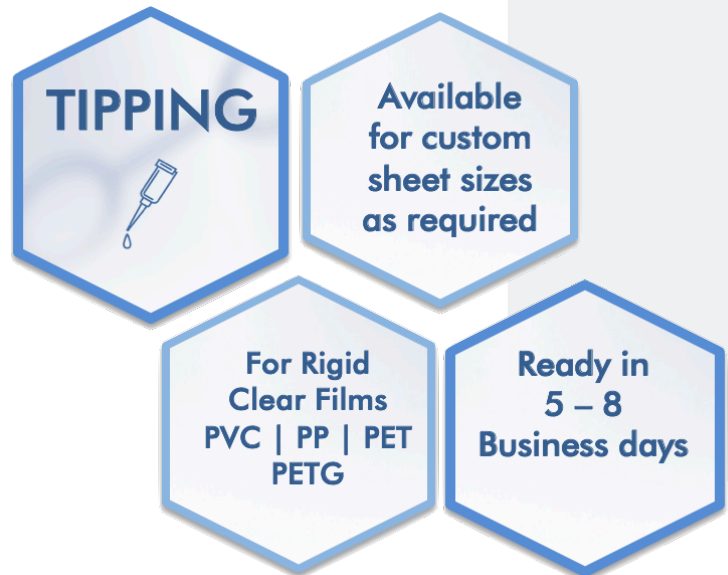 TIPPING
Available
for custom
sheet sizes
as required
For Rigid
Clear Films
PVC | PP | PET
PETG
Ready in
5 – 8
Business days